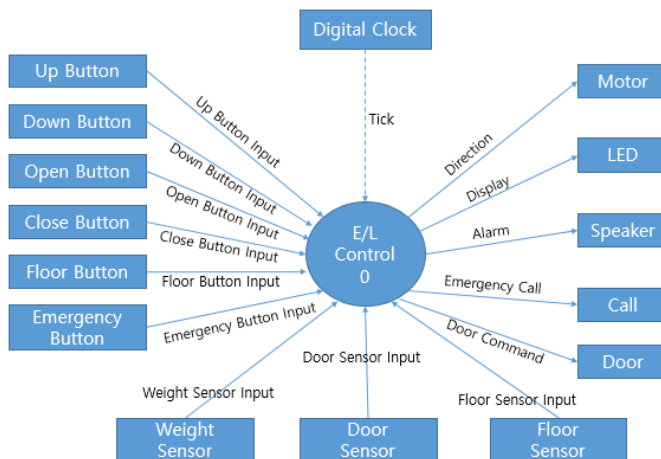 Digital Clock
Up Button
Down Button
Open Button
Close Button
Floor Button
Emergency
Button
Up Button Input
Down Button Input
Open Button Input
Close Button Input
Floor Button Input
Emergency Button Input
Tick
E/L
Control
0
Direction
Display
Alarm
Emergency Call
Door Command
Motor
LED
Speaker
Call
Door
Weight Sensor Input
Door Sensor Input
Floor Sensor Input
Weight
Sensor
Door
Sensor
Floor
Sensor